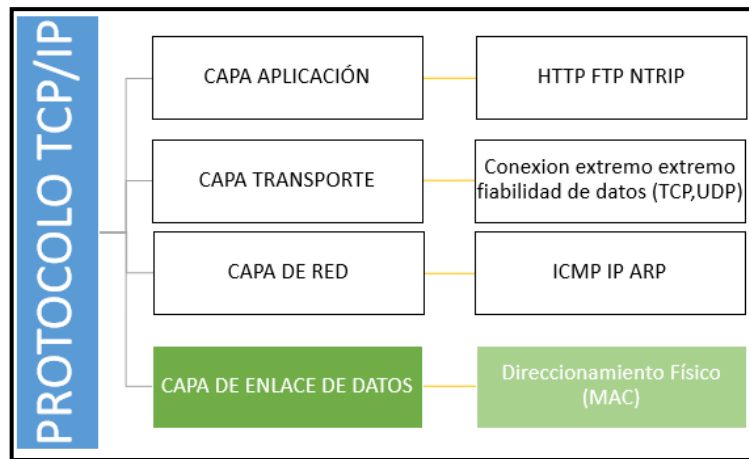 PROTOCOLO TCP/IP
CAPA APLICACIÓN
HTTP FTP NTRIP
CAPA TRANSPORTE
Conexion extremo extremo
fiabilidad de datos (TCP,UDP)
CAPA DE RED
ICMP IP ARP
CAPA DE ENLACE DE DATOS
Direccionamiento Físico
(MAC)